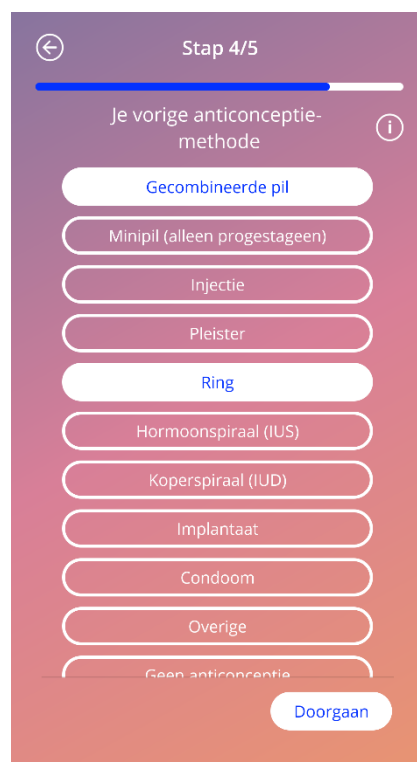 Stap 4/5
Je vorige anticonceptie-
methode
i
Gecombineerde pil
Minipil (alleen progestageen)
Injectie
Pleister
Ring
Hormoonspiraal (IUS)
Koperspiraal (IUD)
Implantaat
Condoom
Overige
Geen anticonceptie
Doorgaan